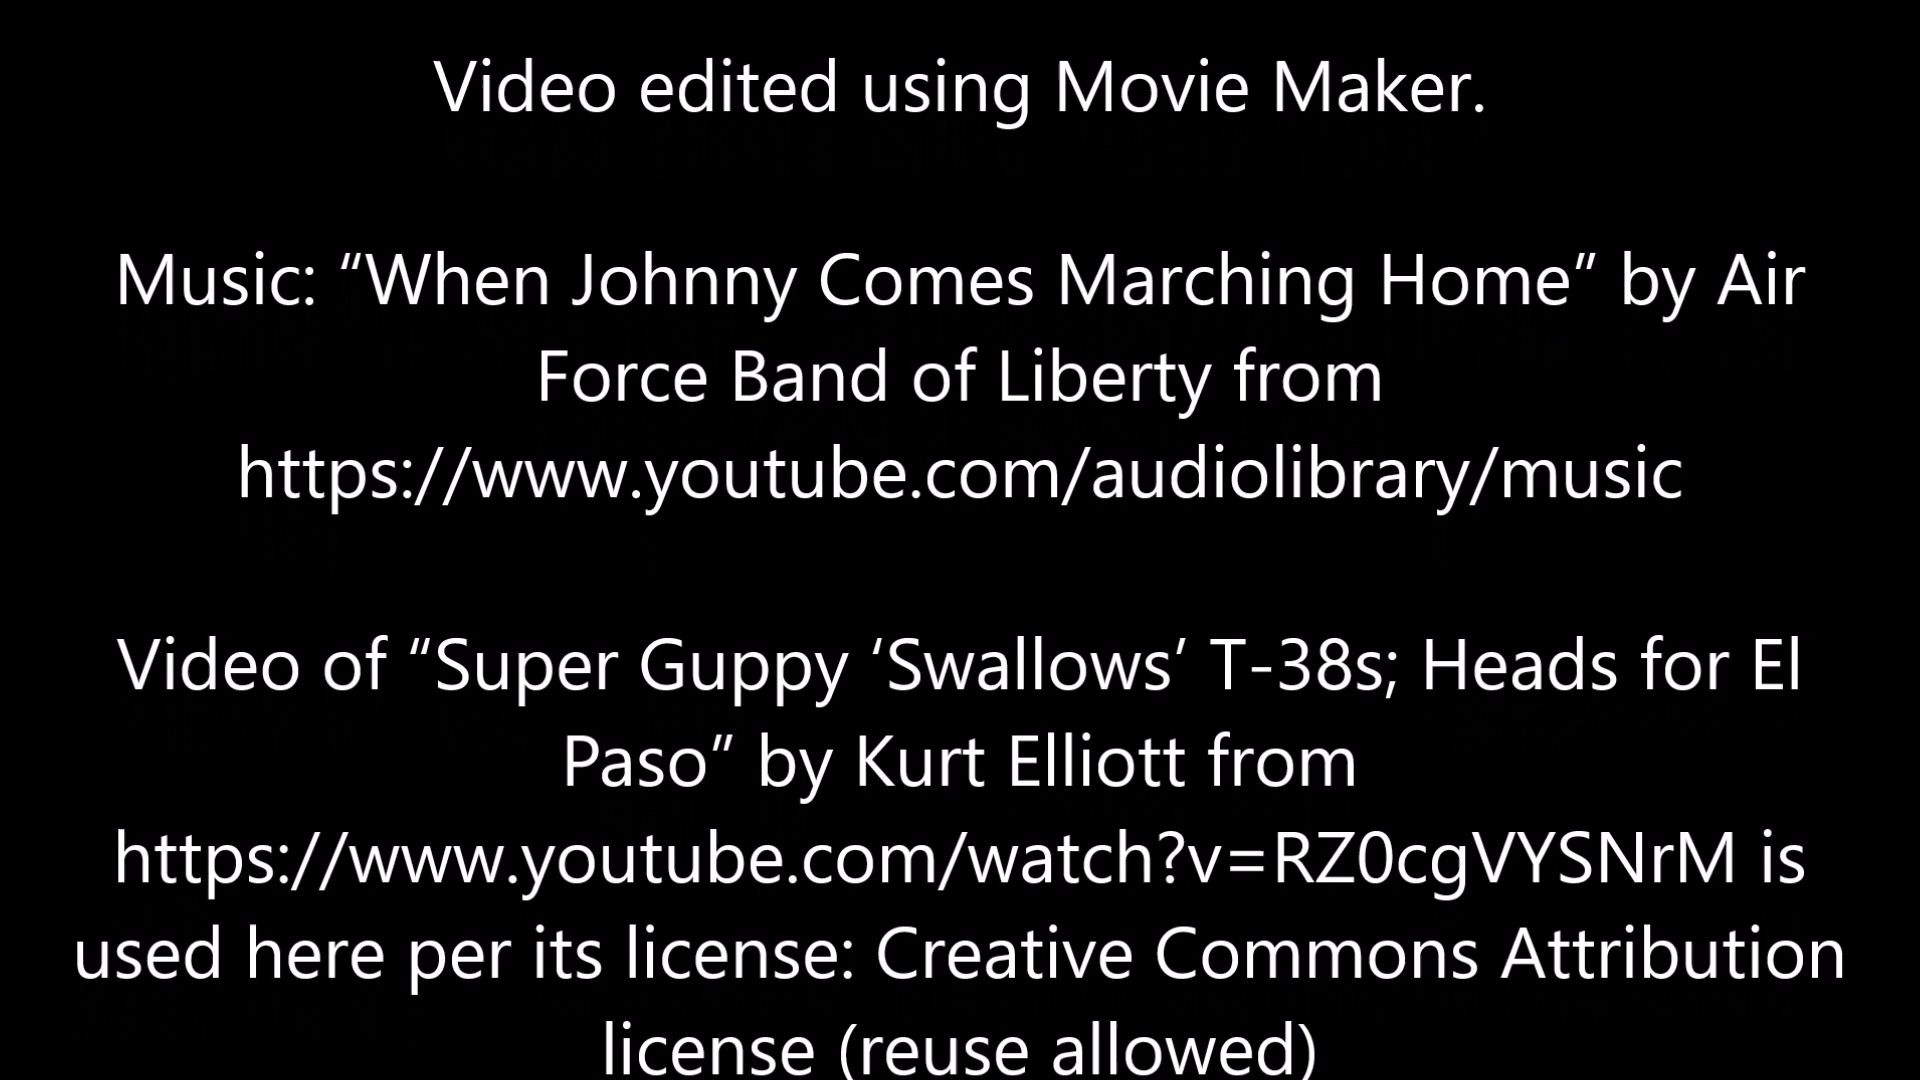 Video edited using Movie Maker.
Music: “When Johnny Comes Marching Home” by Air
Force Band of Liberty from
https://www.youtube.com/audiolibrary/music
Video of “Super Guppy ‘Swallows’ T-38s; Heads for El
Paso” by Kurt Elliott from
https://www.youtube.com/watch?v=RZ0cgVYSNrM is
used here per its license: Creative Commons Attribution
license (reuse allowed)